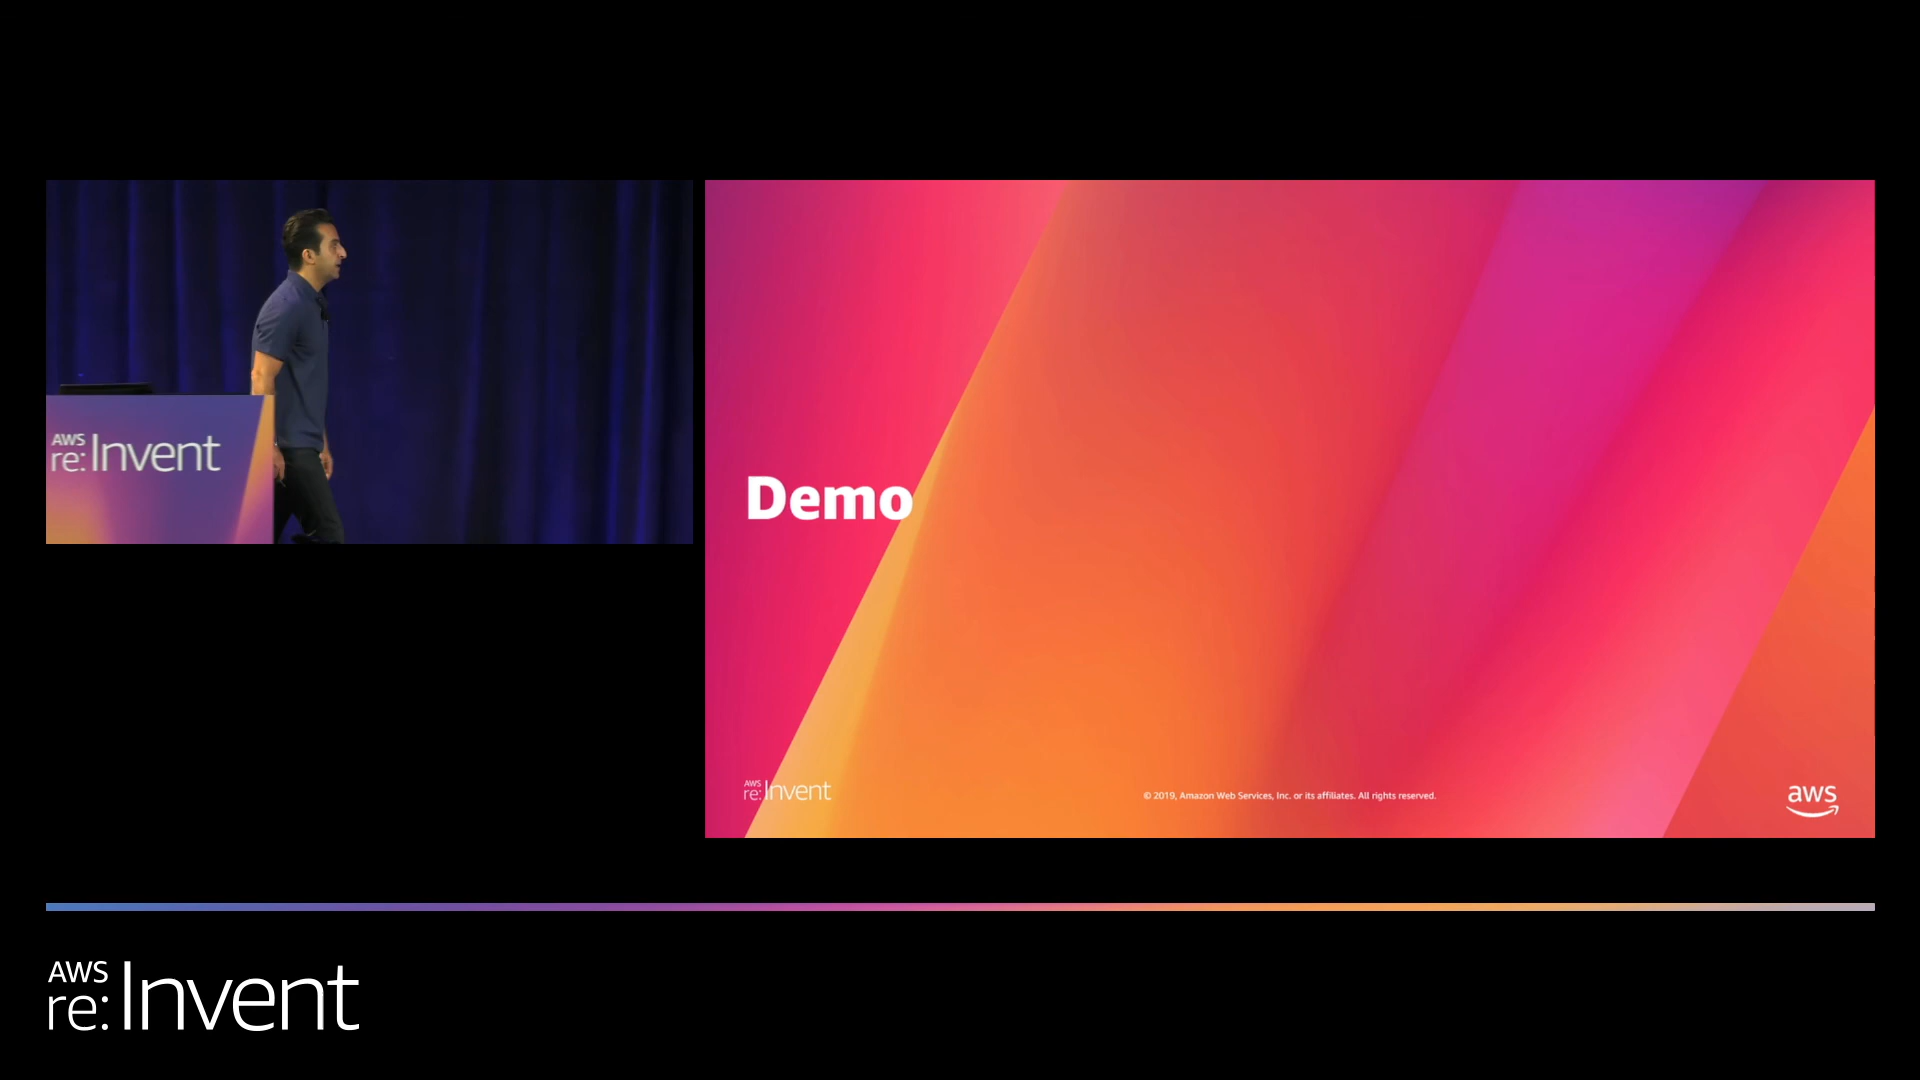 AWS
re:Invent
Demo
AWS
re:Invent
© 2019, Amazon Web Services, Inc. or its affiliates. All rights reserved.
aws
AWS
re:Invent